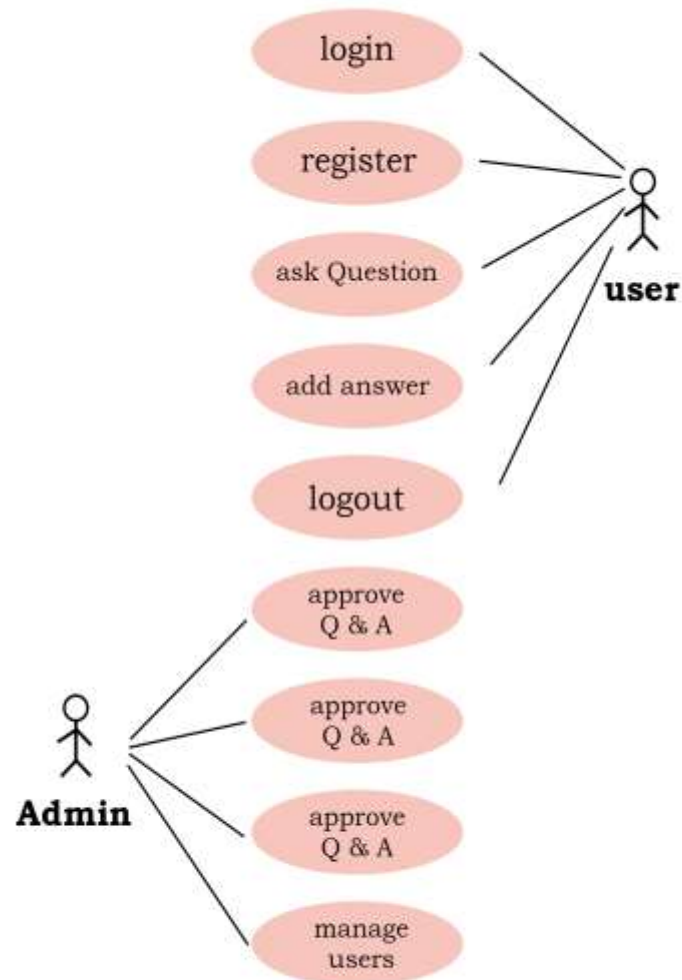 login
register
ask Question
user
add answer
logout
approve
Q & A
approve
Q & A
Admin
approve
Q & A
manage
users